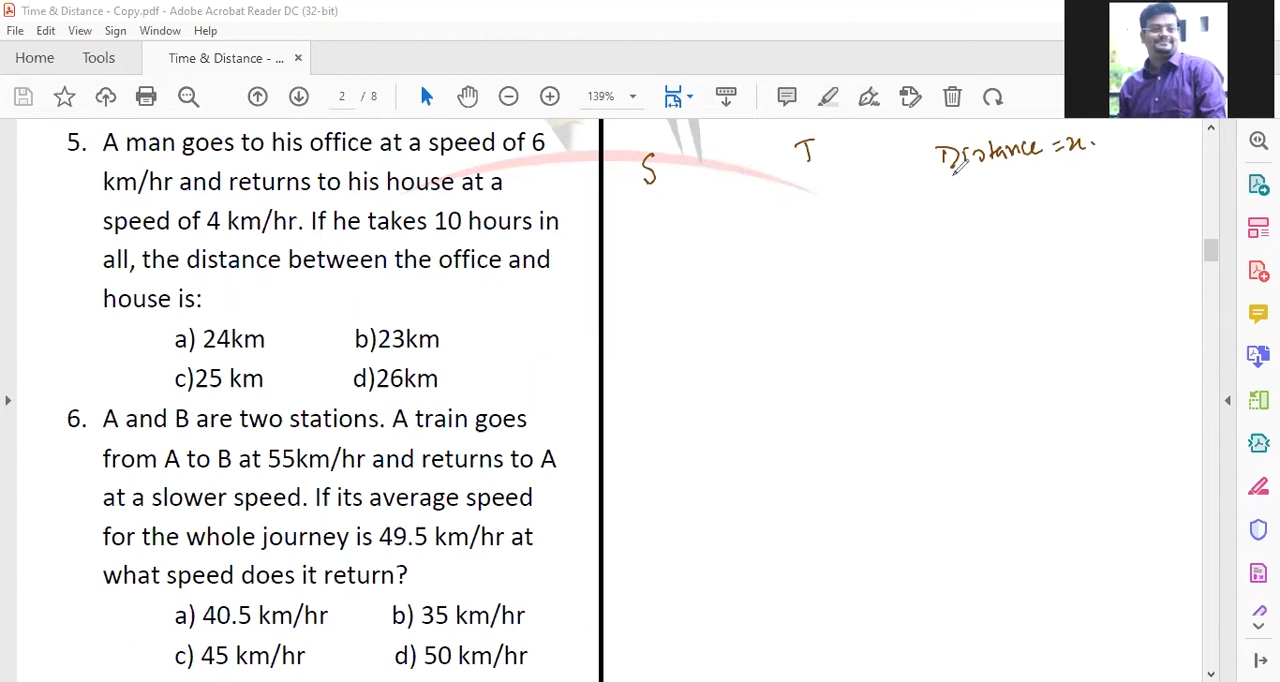 Time & Distance - Copy.pdf - Adobe Acrobat Reader DC (32-bit)
File Edit View Sign Window Help
Home Tools Time & Distance - ... ×
2 / 8 139%
5. A man goes to his office at a speed of 6
km/hr and returns to his house at a
speed of 4 km/hr. If he takes 10 hours in
all, the distance between the office and
house is:
a) 24km b)23km
c)25 km d)26km
6. A and B are two stations. A train goes
from A to B at 55km/hr and returns to A
at a slower speed. If its average speed
for the whole journey is 49.5 km/hr at
what speed does it return?
a) 40.5 km/hr b) 35 km/hr
c) 45 km/hr d) 50 km/hr
S T Distance = x.